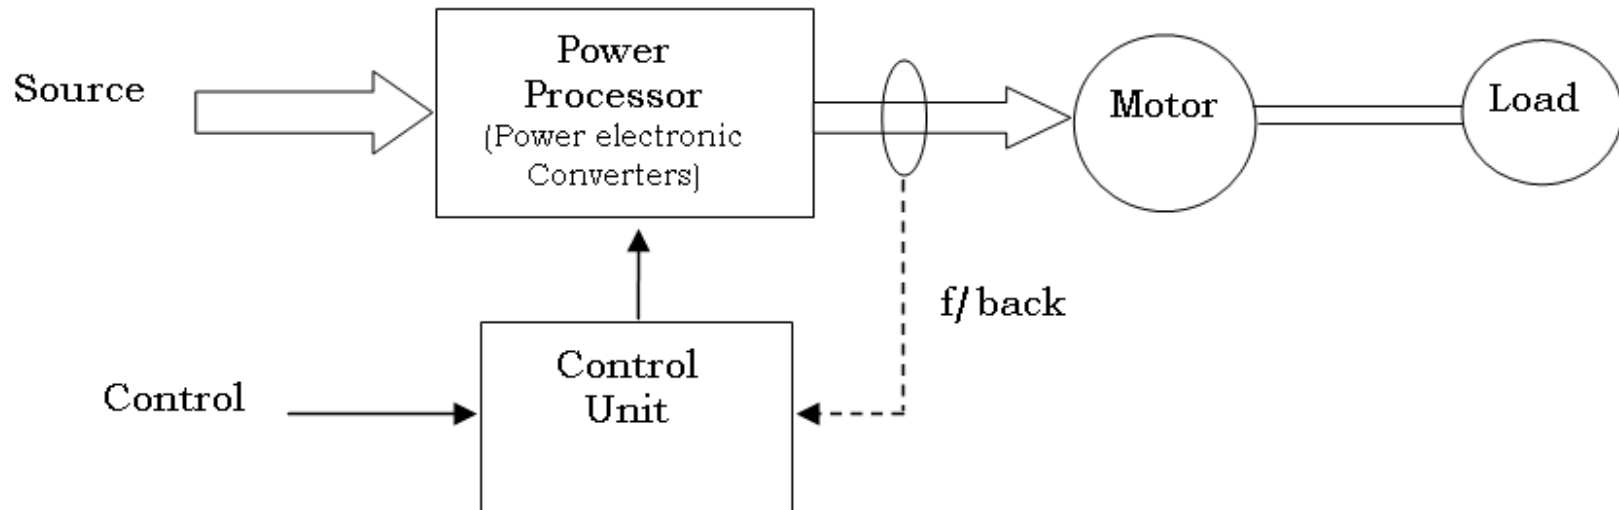 Source
Power
Processor
(Power electronic
Converters)
Motor
Load
f/back
Control
Control
Unit